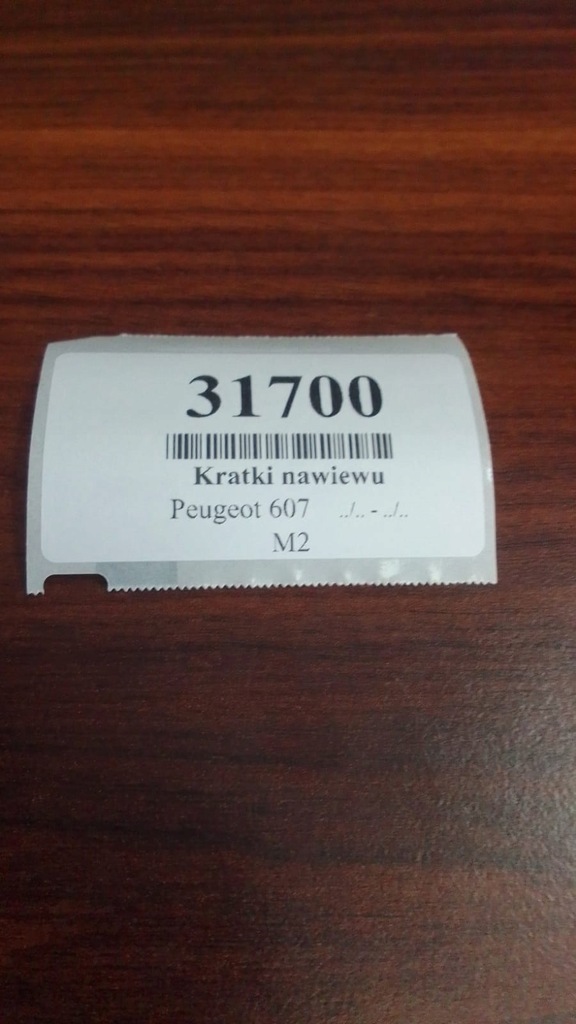 31700
Kratki nawiewu
Peugeot 607 ../.. - ../..
M2